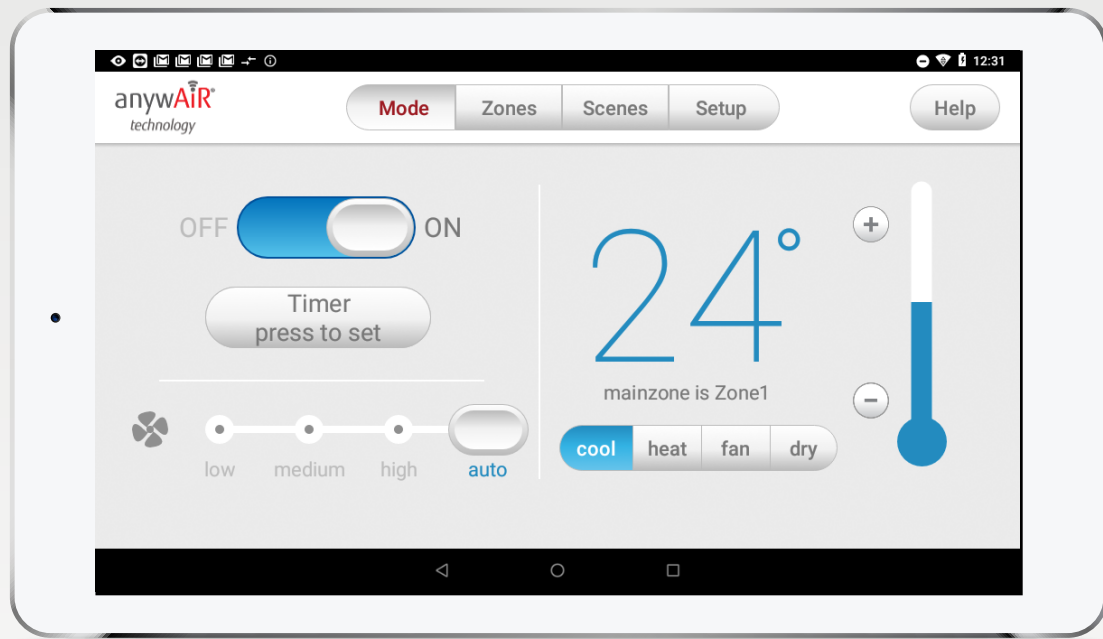 12:31
anywAiR®
technology
Mode
Zones
Scenes
Setup
Help
OFF
ON
24°
Timer
press to set
mainzone is Zone1
low
medium
high
auto
cool
heat
fan
dry